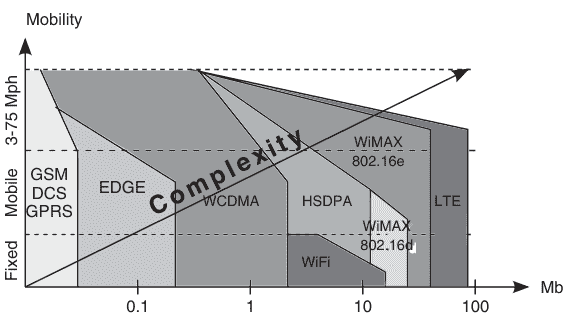 Mobility
3-75 Mph
Mobile
Fixed
GSM
DCS
GPRS
EDGE
Complexity
WCDMA
HSDPA
WiFi
WiMAX
802.16e
WiMAX
802.16d
LTE
0.1
1
10
100
Mb